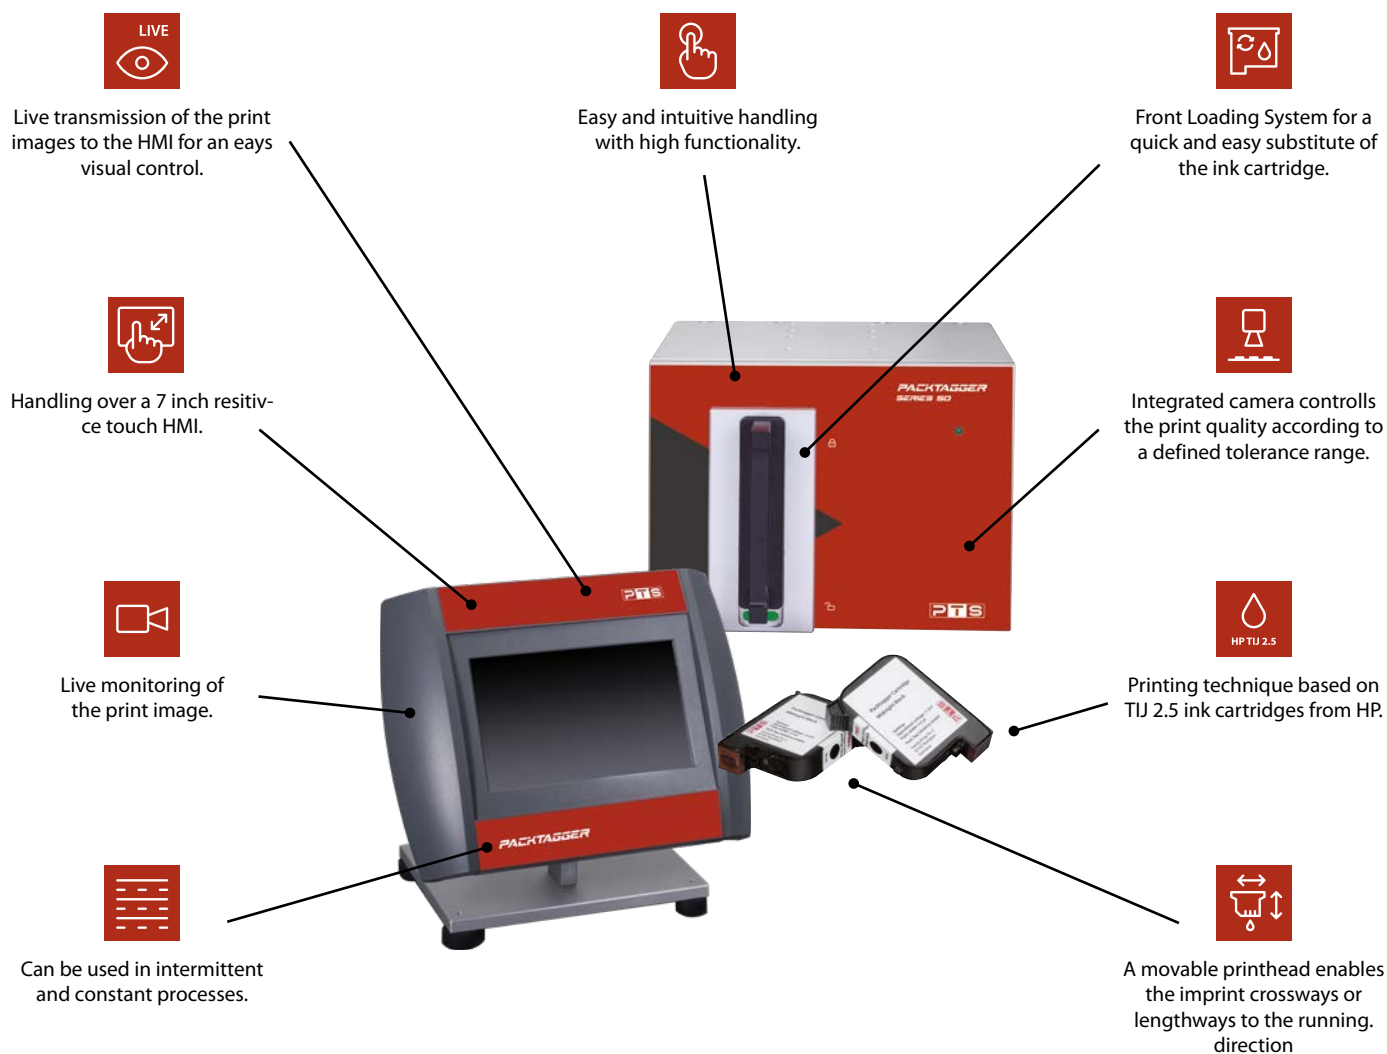 LIVE
Live transmission of the print
images to the HMI for an eays
visual control.
Easy and intuitive handling
with high functionality.
Front Loading System for a
quick and easy substitute of
the ink cartridge.
Handling over a 7 inch resitiv-
ce touch HMI.
PACKTAGGER
SERIES 50
Integrated camera controlls
the print quality according to
a defined tolerance range.
PTS
PTS
HP TIJ 2.5
Live monitoring of
the print image.
Printing technique based on
TIJ 2.5 ink cartridges from HP.
Packtagger Cartridge
Midnight Black
PACKTAGGER
Can be used in intermittent
and constant processes.
A movable printhead enables
the imprint crossways or
lengthways to the running.
direction